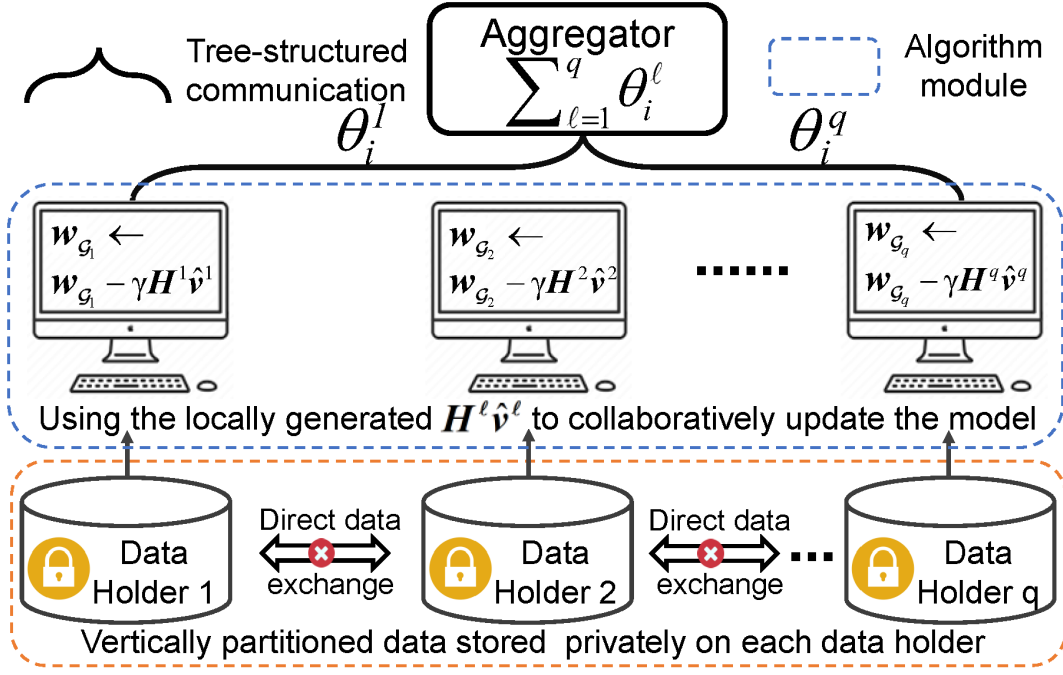 Tree-structured
communication
Aggregator
∑_{ℓ=1}^{q} θ_i^ℓ
Algorithm
module
θ_i^1
θ_i^q
w_{𝒢_1} ←
w_{𝒢_1} − γH^1 v̂^1
w_{𝒢_2} ←
w_{𝒢_2} − γH^2 v̂^2
......
w_{𝒢_q} ←
w_{𝒢_q} − γH^q v̂^q
Using the locally generated H^ℓ v̂^ℓ to collaboratively update the model
Data
Holder 1
Direct data
exchange
Data
Holder 2
Direct data
exchange
...
Data
Holder q
Vertically partitioned data stored privately on each data holder